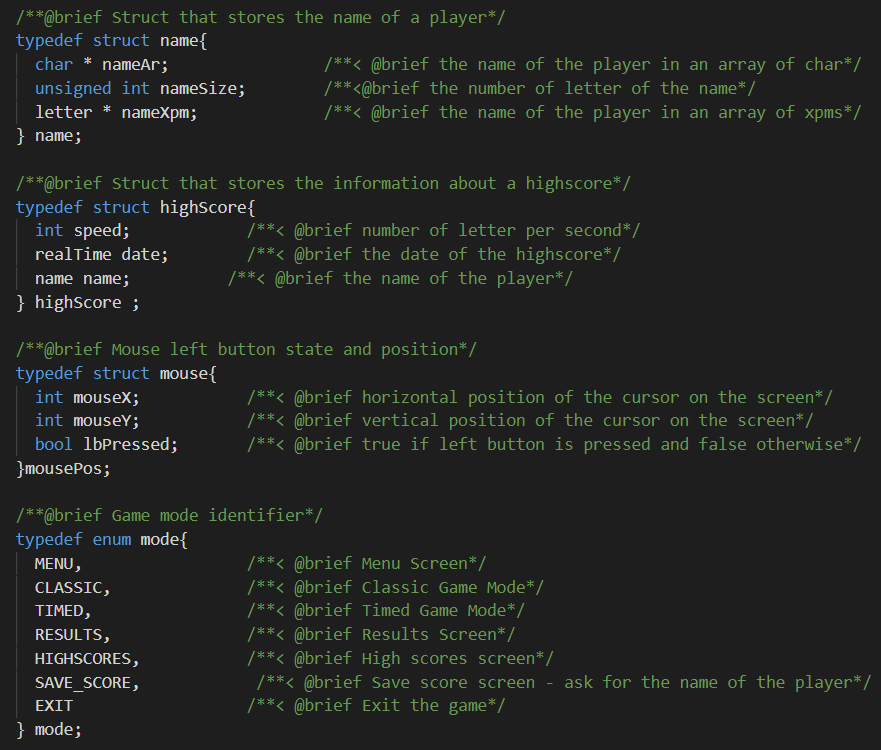 /**@brief Struct that stores the name of a player*/
typedef struct name{
  char * nameAr;                /**< @brief the name of the player in an array of char*/
  unsigned int nameSize;        /**<@brief the number of letter of the name*/
  letter * nameXpm;             /**< @brief the name of the player in an array of xpms*/
} name;

/**@brief Struct that stores the information about a highscore*/
typedef struct highScore{
  int speed;            /**< @brief number of letter per second*/
  realTime date;        /**< @brief the date of the highscore*/
  name name;          /**< @brief the name of the player*/
} highScore ;

/**@brief Mouse left button state and position*/
typedef struct mouse{
  int mouseX;           /**< @brief horizontal position of the cursor on the screen*/
  int mouseY;           /**< @brief vertical position of the cursor on the screen*/
  bool lbPressed;       /**< @brief true if left button is pressed and false otherwise*/
}mousePos;

/**@brief Game mode identifier*/
typedef enum mode{
  MENU,                 /**< @brief Menu Screen*/
  CLASSIC,              /**< @brief Classic Game Mode*/
  TIMED,                /**< @brief Timed Game Mode*/
  RESULTS,              /**< @brief Results Screen*/
  HIGHSCORES,           /**< @brief High scores screen*/
  SAVE_SCORE,            /**< @brief Save score screen - ask for the name of the player*/
  EXIT                  /**< @brief Exit the game*/
} mode;